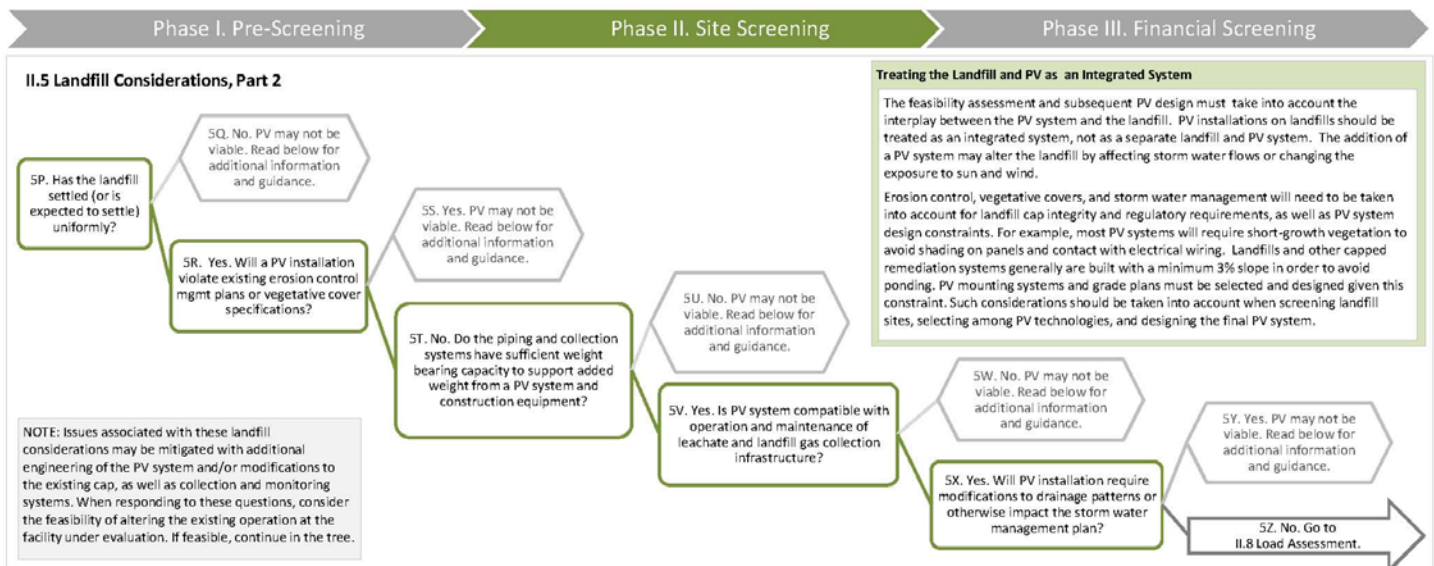 Phase I. Pre-Screening
Phase II. Site Screening
Phase III. Financial Screening
II.5 Landfill Considerations, Part 2
5P. Has the landfill
settled (or is
expected to settle)
uniformly?
5Q. No. PV may not be
viable. Read below for
additional information
and guidance.
5R. Yes. Will a PV installation
violate existing erosion control
mgmt plans or vegetative cover
specifications?
5S. Yes. PV may not be
viable. Read below for
additional information
and guidance.
5T. No. Do the piping and collection
systems have sufficient weight
bearing capacity to support added
weight from a PV system and
construction equipment?
5U. No. PV may not be
viable. Read below for
additional information
and guidance.
5V. Yes. Is PV system compatible with
operation and maintenance of
leachate and landfill gas collection
infrastructure?
5W. No. PV may not be
viable. Read below for
additional information
and guidance.
5X. Yes. Will PV installation require
modifications to drainage patterns or
otherwise impact the storm water
management plan?
5Y. Yes. PV may not be
viable. Read below for
additional information
and guidance.
5Z. No. Go to
II.8 Load Assessment.
Treating the Landfill and PV as an Integrated System
The feasibility assessment and subsequent PV design must take into account the
interplay between the PV system and the landfill. PV installations on landfills should be
treated as an integrated system, not as a separate landfill and PV system. The addition of
a PV system may alter the landfill by affecting storm water flows or changing the
exposure to sun and wind.
Erosion control, vegetative covers, and storm water management will need to be taken
into account for landfill cap integrity and regulatory requirements, as well as PV system
design constraints. For example, most PV systems will require short-growth vegetation to
avoid shading on panels and contact with electrical wiring. Landfills and other capped
remediation systems generally are built with a minimum 3% slope in order to avoid
ponding. PV mounting systems and grade plans must be selected and designed given this
constraint. Such considerations should be taken into account when screening landfill
sites, selecting among PV technologies, and designing the final PV system.
NOTE: Issues associated with these landfill
considerations may be mitigated with additional
engineering of the PV system and/or modifications to
the existing cap, as well as collection and monitoring
systems. When responding to these questions, consider
the feasibility of altering the existing operation at the
facility under evaluation. If feasible, continue in the tree.